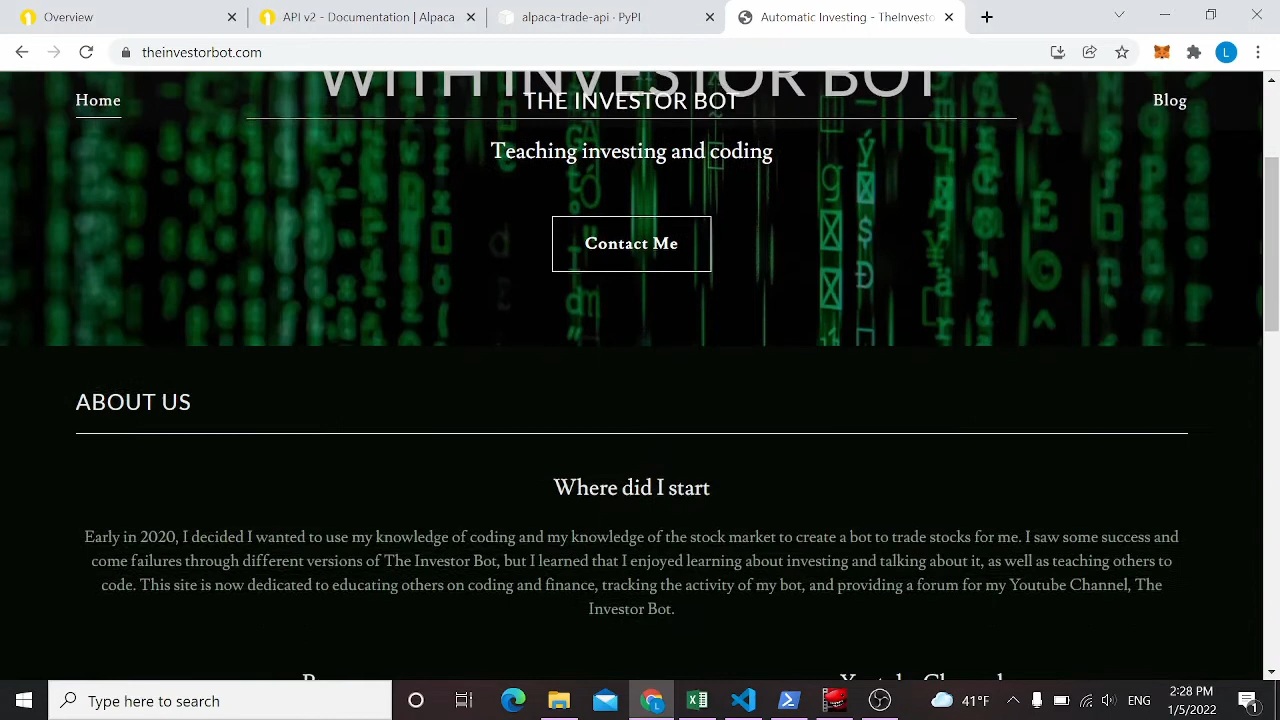 Overview
API v2 - Documentation | Alpaca
alpaca-trade-api · PyPI
Automatic Investing - TheInvesto
theinvestorbot.com
WITH INVESTOR BOT
Home
THE INVESTOR BOT
Blog
Teaching investing and coding
Contact Me
ABOUT US
Where did I start
Early in 2020, I decided I wanted to use my knowledge of coding and my knowledge of the stock market to create a bot to trade stocks for me. I saw some success and
come failures through different versions of The Investor Bot, but I learned that I enjoyed learning about investing and talking about it, as well as teaching others to
code. This site is now dedicated to educating others on coding and finance, tracking the activity of my bot, and providing a forum for my Youtube Channel, The
Investor Bot.
Youtube Channel
Type here to search
41°F
ENG
2:28 PM
1/5/2022
L
1